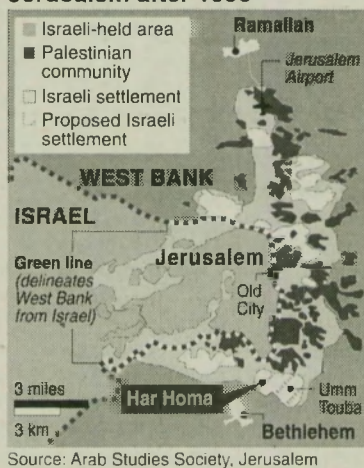 Jerusalem after 1993
Israeli-held area
Palestinian
community
Israeli settlement
Proposed Israeli
settlement
Ramallah
Jerusalem
Airport
WEST BANK
ISRAEL
Green line
(delineates
West Bank
from Israel)
Jerusalem
Old
City
3 miles
3 km
Har Homa
Umm
Touba
Bethlehem
Source: Arab Studies Society, Jerusalem